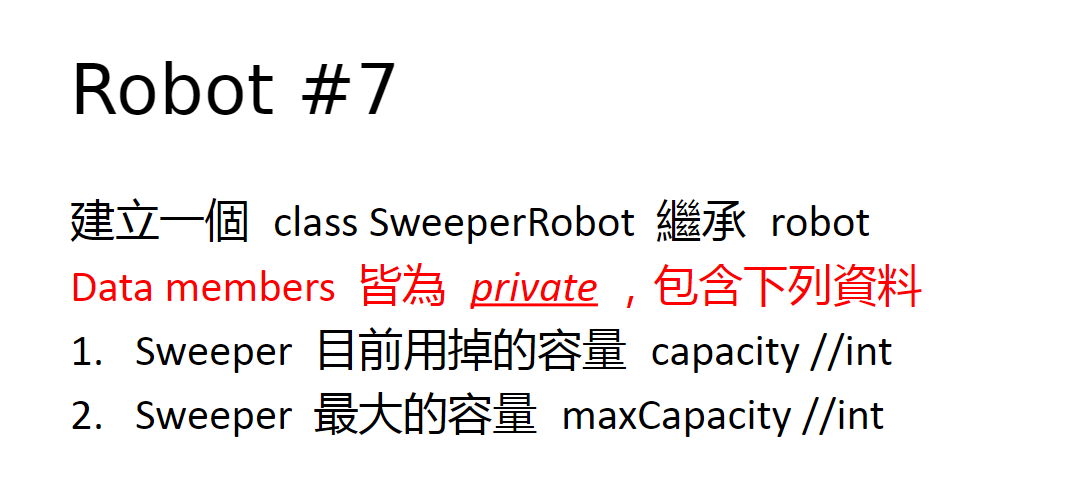 Robot #7
建立一個 class SweeperRobot 繼承 robot
Data members 皆為 private , 包含下列資料
1. Sweeper 目前用掉的容量 capacity //int
2. Sweeper 最大的容量 maxCapacity //int